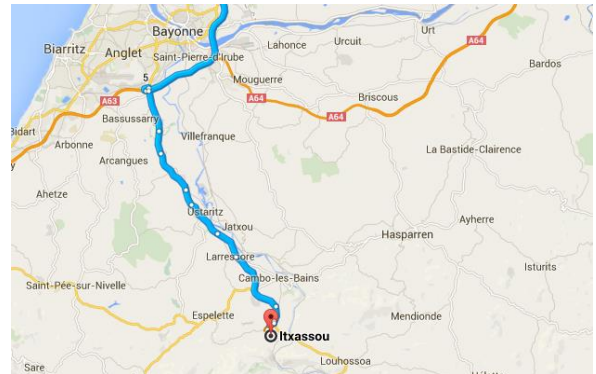 Bayonne
Biarritz
Anglet
Lahonce
Urcuit
Urt
A64
Saint-Pierre-d'Irube
Mouguerre
Bardos
5
A63
A64
Briscous
A64
Bidart
Bassussarry
Arbonne
Villefranque
Arcangues
La Bastide-Clairence
Ahetze
Ustaritz
Jatxou
Ayherre
Hasparren
Larressore
Isturits
Cambo-les-Bains
Saint-Pée-sur-Nivelle
Espelette
Mendionde
Itxassou
Louhossoa
Sare